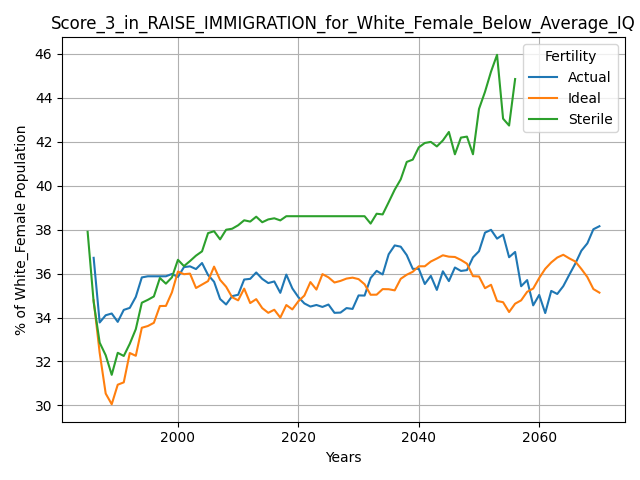 Score_3_in_RAISE_IMMIGRATION_for_White_Female_Below_Average_IQ
Fertility
Actual
Ideal
Sterile
% of White_Female Population
46
44
42
40
38
36
34
32
30
2000
2020
2040
2060
Years